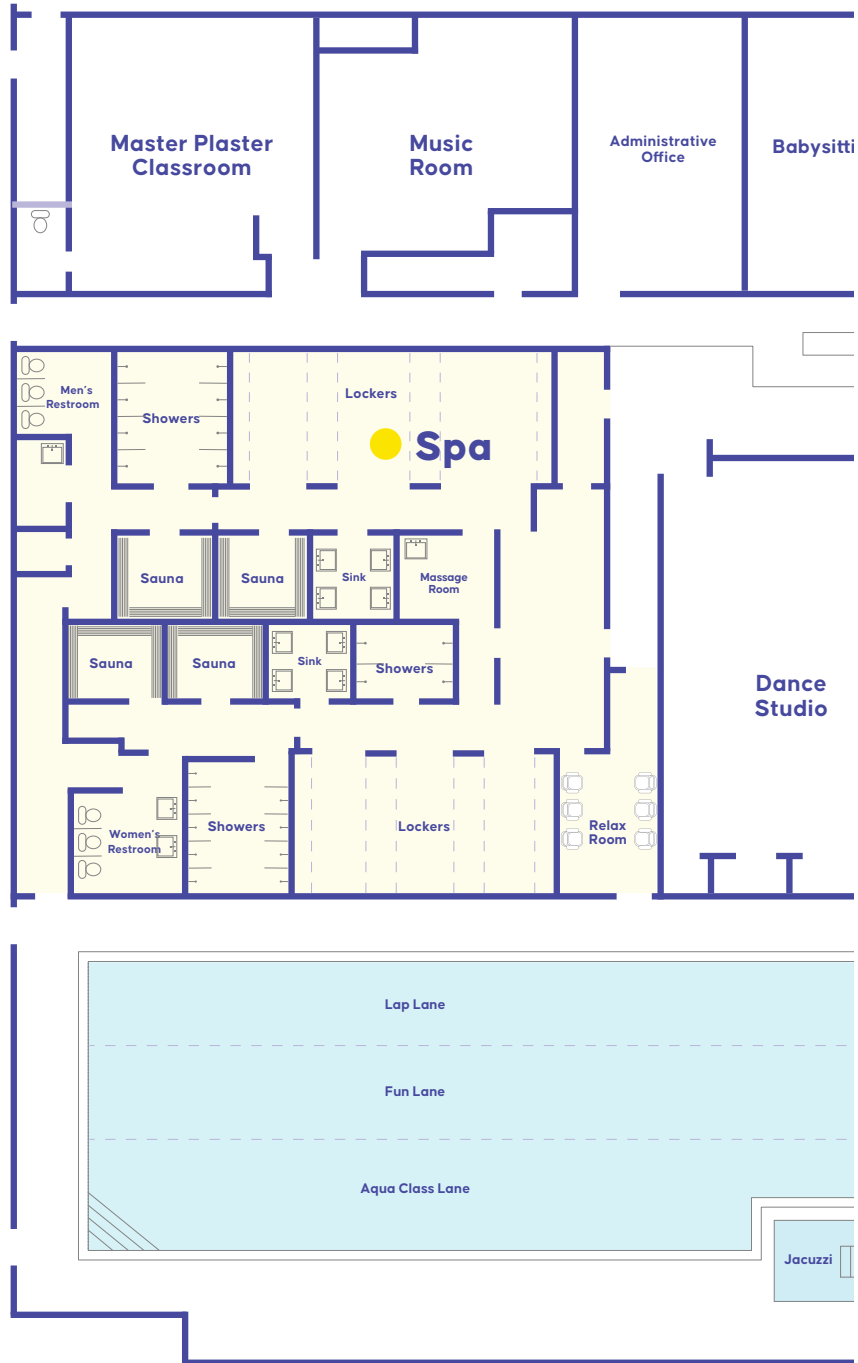 Master Plaster
Classroom
Music
Room
Administrative
Office
Babysitti
Men's
Restroom
Showers
Lockers
Spa
Sauna
Sauna
Sink
Massage
Room
Sauna
Sauna
Sink
Showers
Dance
Studio
Women's
Restroom
Showers
Lockers
Relax
Room
Lap Lane
Fun Lane
Aqua Class Lane
Jacuzzi